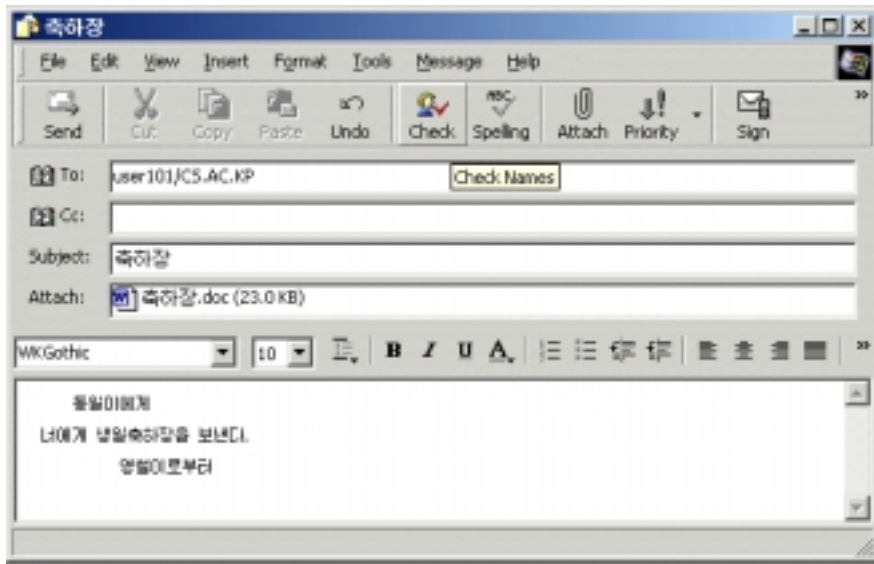 축하장
File Edit View Insert Format Tools Message Help
Send Cut Copy Paste Undo Check Spelling Attach Priority Sign
To: user101/CS.AC.KP
Check Names
Cc:
Subject: 축하장
Attach: 축하장.doc (23.0 KB)
WKGothic 10 B I U A
동일이에게
너에게 생일축하장을 보낸다.
영철이로부터